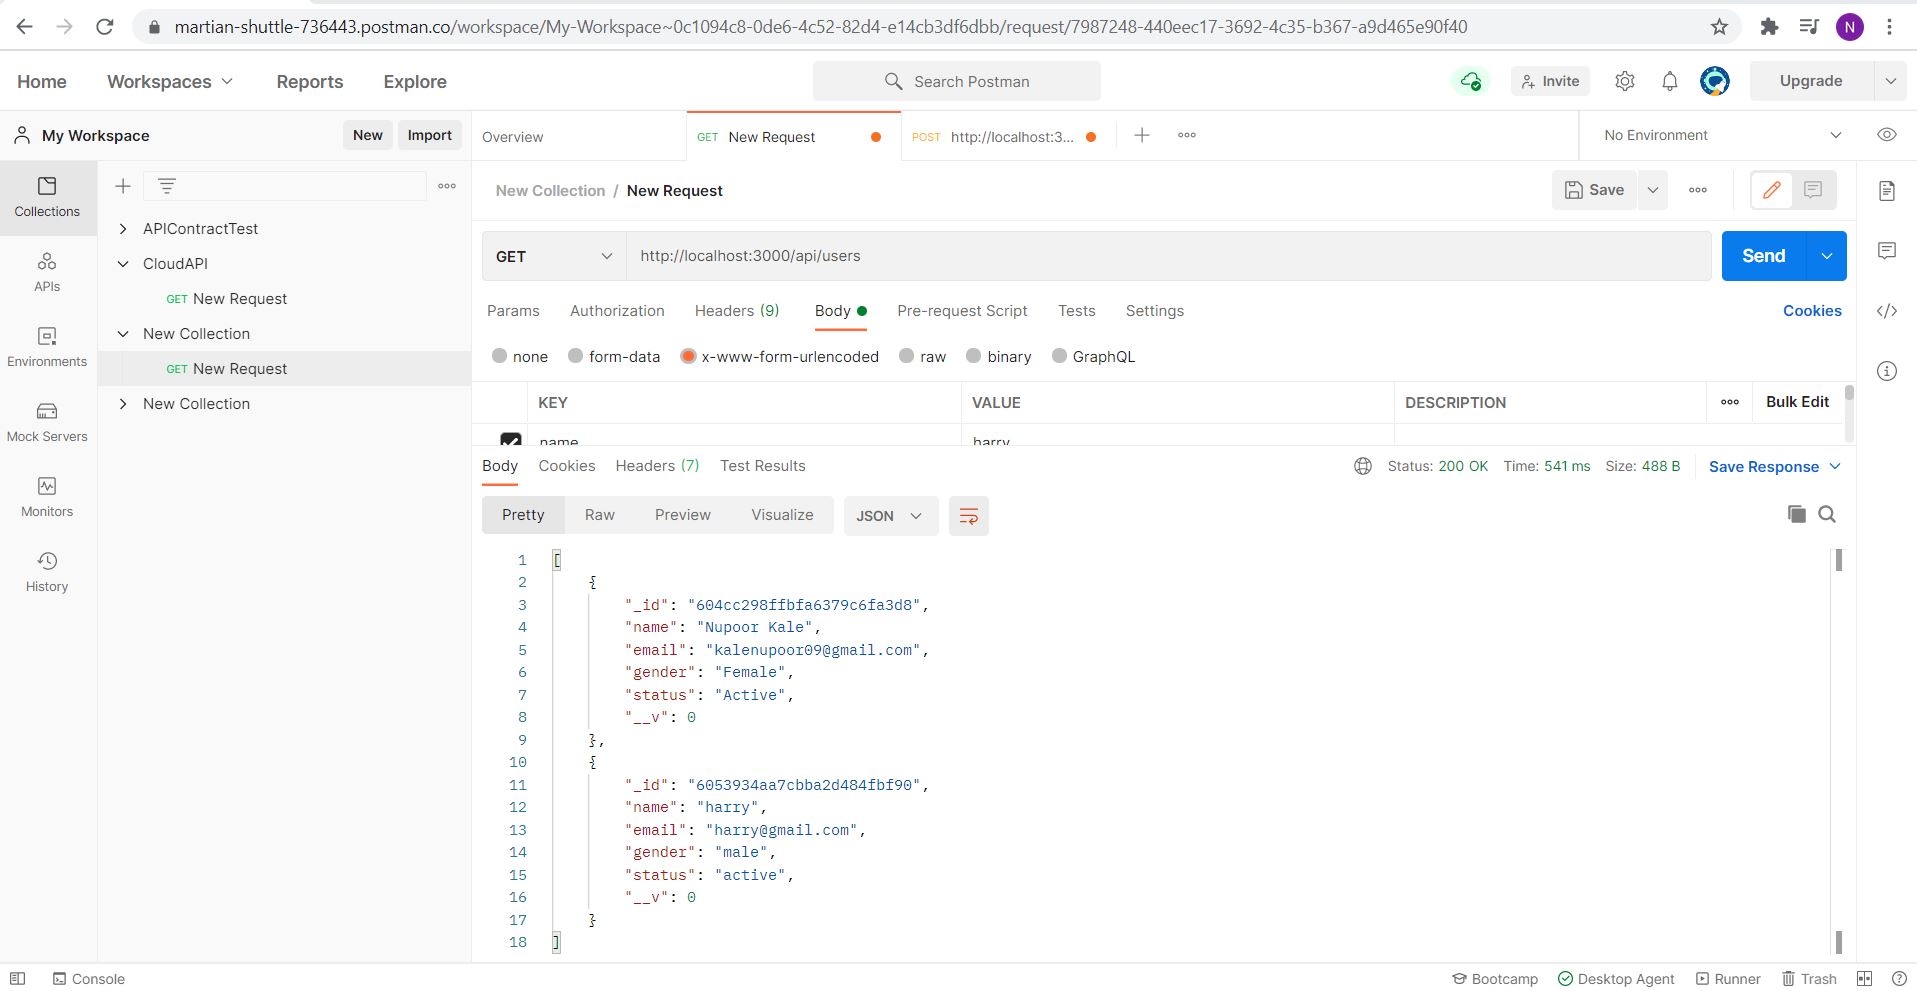 martian-shuttle-736443.postman.co/workspace/My-Workspace~0c1094c8-0de6-4c52-82d4-e14cb3df6dbb/request/7987248-440eec17-3692-4c35-b367-a9d465e90f40
N
Home Workspaces Reports Explore Search Postman Invite Upgrade
My Workspace New Import
Overview GET New Request POST http://localhost:3... No Environment
Collections
APIs
Environments
Mock Servers
Monitors
History
APIContractTest
CloudAPI
GET New Request
New Collection
GET New Request
New Collection
New Collection / New Request Save
GET http://localhost:3000/api/users Send
Params Authorization Headers (9) Body Pre-request Script Tests Settings Cookies
none form-data x-www-form-urlencoded raw binary GraphQL
KEY VALUE DESCRIPTION Bulk Edit
name harry
Body Cookies Headers (7) Test Results Status: 200 OK Time: 541 ms Size: 488 B Save Response
Pretty Raw Preview Visualize JSON
1 [
2 {
3 "_id": "604cc298ffbfa6379c6fa3d8",
4 "name": "Nupoor Kale",
5 "email": "kalenupoor09@gmail.com",
6 "gender": "Female",
7 "status": "Active",
8 "__v": 0
9 },
10 {
11 "_id": "6053934aa7cbba2d484fbf90",
12 "name": "harry",
13 "email": "harry@gmail.com",
14 "gender": "male",
15 "status": "active",
16 "__v": 0
17 }
18 ]
Console Bootcamp Desktop Agent Runner Trash